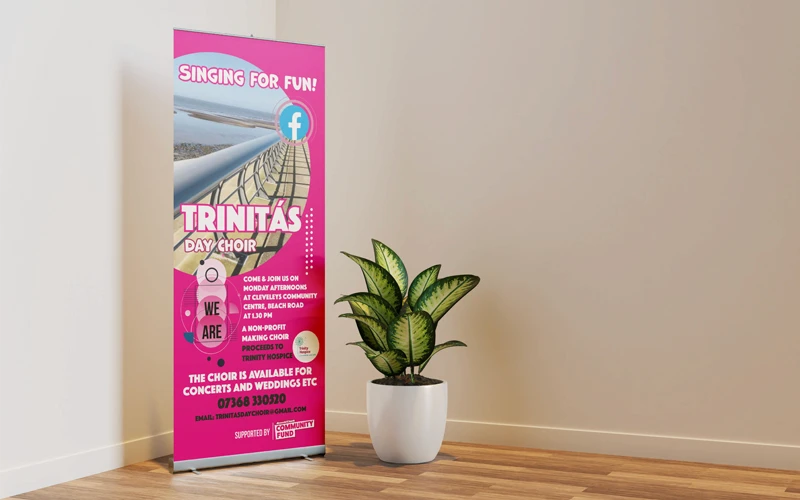 SINGING FOR FUN!
f
TRINITÁS
DAY CHOIR
COME & JOIN US ON
MONDAY AFTERNOONS
AT CLEVELEYS COMMUNITY
CENTRE, BEACH ROAD
AT 1.30 PM
WE
ARE
A NON-PROFIT
MAKING CHOIR
PROCEEDS TO
TRINITY HOSPICE
THE CHOIR IS AVAILABLE FOR
CONCERTS AND WEDDINGS ETC
07368 330520
EMAIL: TRINITASDAYCHOIR@GMAIL.COM
SUPPORTED BY
COMMUNITY
FUND